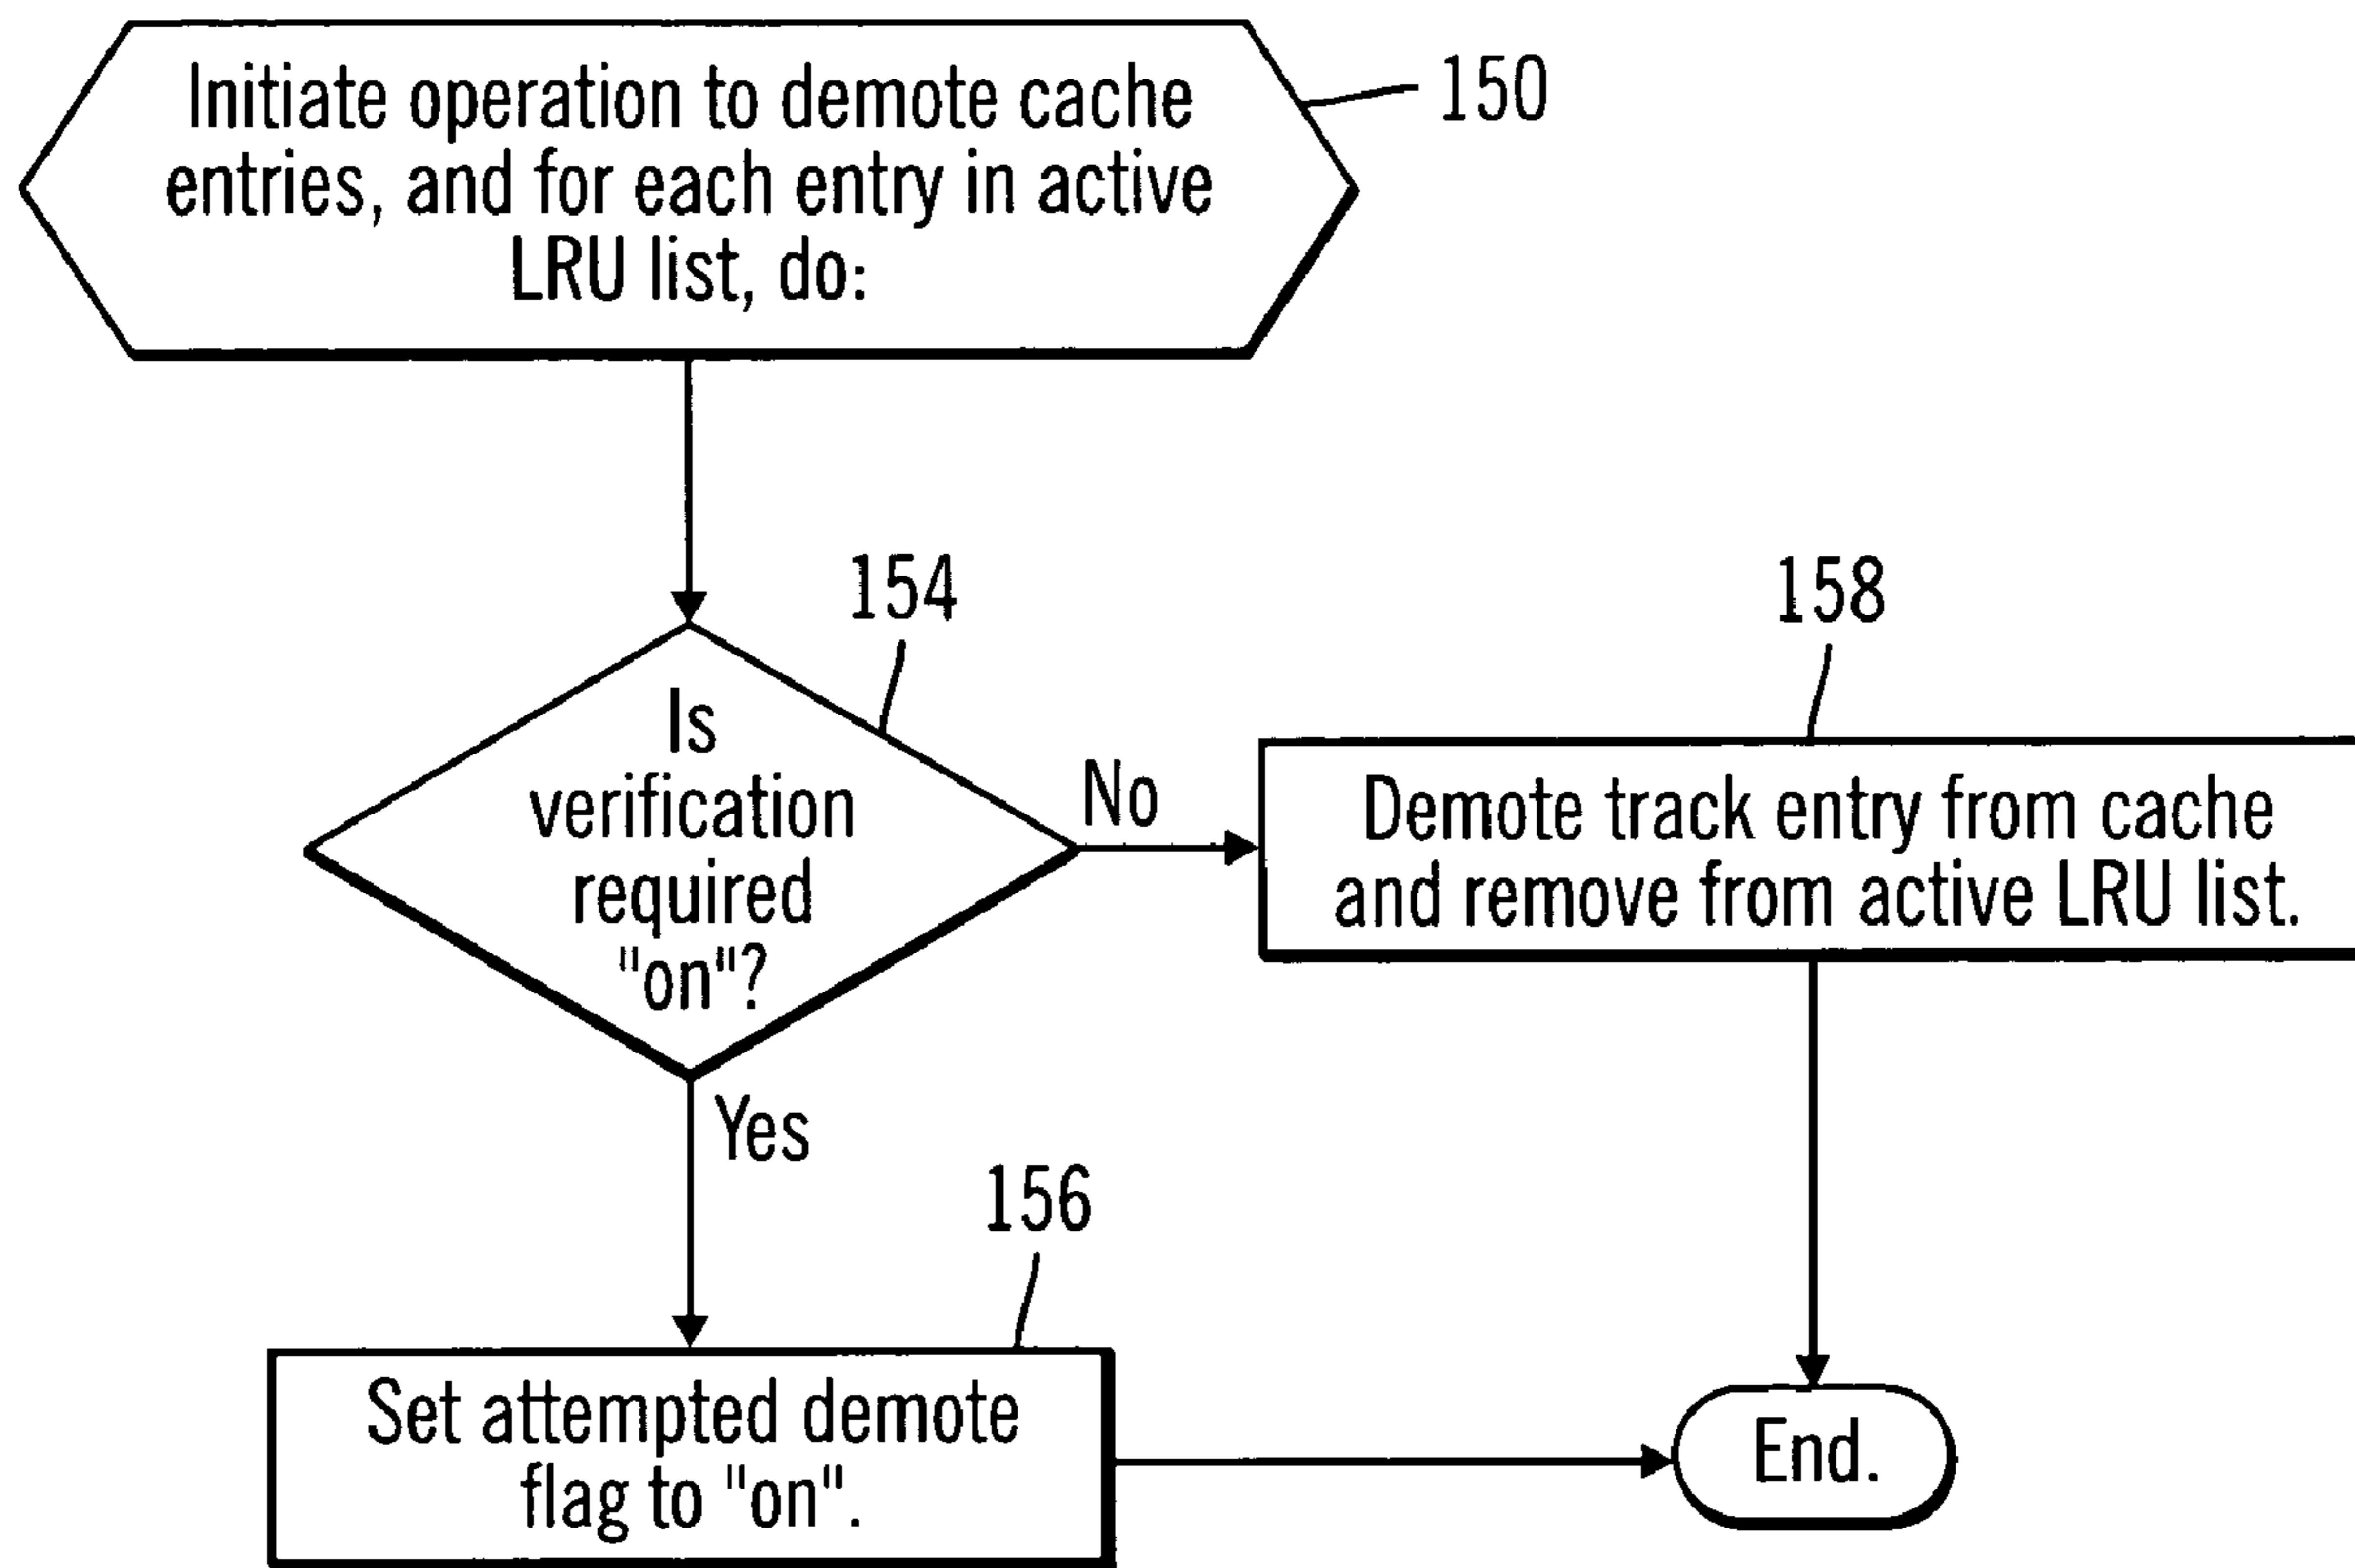 Initiate operation to demote cache
entries, and for each entry in active
LRU list, do:
150
154
Is
verification
required
"on"?
No
158
Demote track entry from cache
and remove from active LRU list.
Yes
156
Set attempted demote
flag to "on".
End.